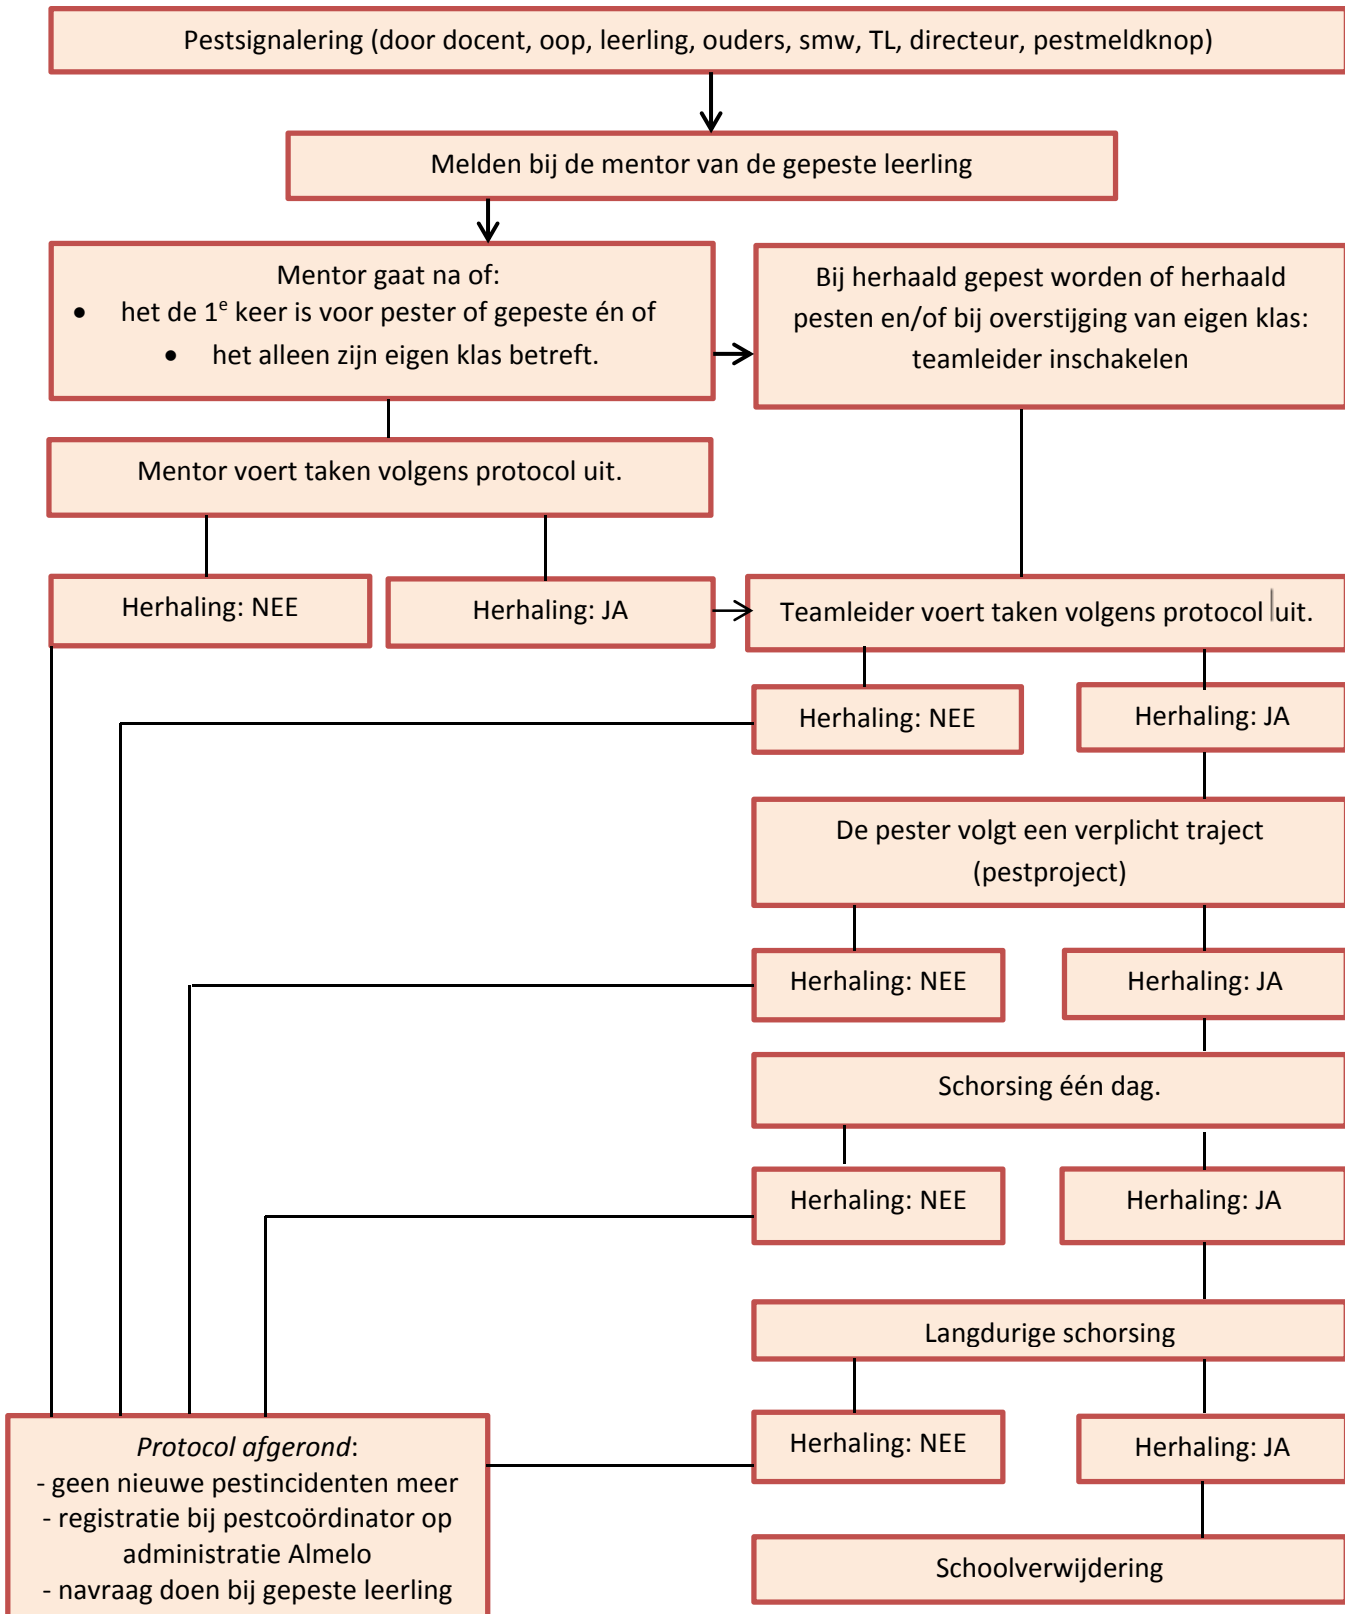 Pestsignalering (door docent, oop, leerling, ouders, smw, TL, directeur, pestmeldknop)
Melden bij de mentor van de gepeste leerling
Mentor gaat na of:
• het de 1e keer is voor pester of gepeste én of
• het alleen zijn eigen klas betreft.
Bij herhaald gepest worden of herhaald
pesten en/of bij overstijging van eigen klas:
teamleider inschakelen
Mentor voert taken volgens protocol uit.
Herhaling: NEE
Herhaling: JA
Teamleider voert taken volgens protocol uit.
Herhaling: NEE
Herhaling: JA
De pester volgt een verplicht traject
(pestproject)
Herhaling: NEE
Herhaling: JA
Schorsing één dag.
Herhaling: NEE
Herhaling: JA
Langdurige schorsing
Herhaling: NEE
Herhaling: JA
Protocol afgerond:
- geen nieuwe pestincidenten meer
- registratie bij pestcoördinator op
administratie Almelo
- navraag doen bij gepeste leerling
Schoolverwijdering